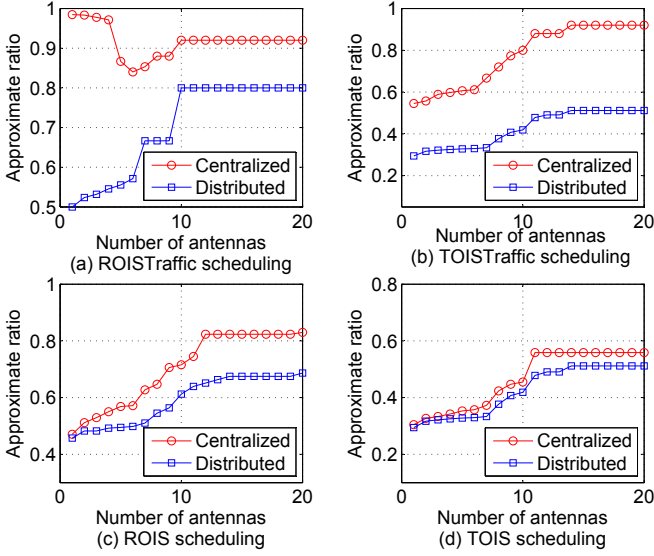 1
0.9
0.8
0.7
0.6
0.5
0 10 20
Approximate ratio
Centralized
Distributed
Number of antennas
(a) ROISTraffic scheduling
1
0.8
0.6
0.4
0.2
0 10 20
Approximate ratio
Centralized
Distributed
Number of antennas
(b) TOISTraffic scheduling
1
0.8
0.6
0.4
0 10 20
Approximate ratio
Centralized
Distributed
Number of antennas
(c) ROIS scheduling
0.8
0.6
0.4
0.2
0 10 20
Approximate ratio
Centralized
Distributed
Number of antennas
(d) TOIS scheduling